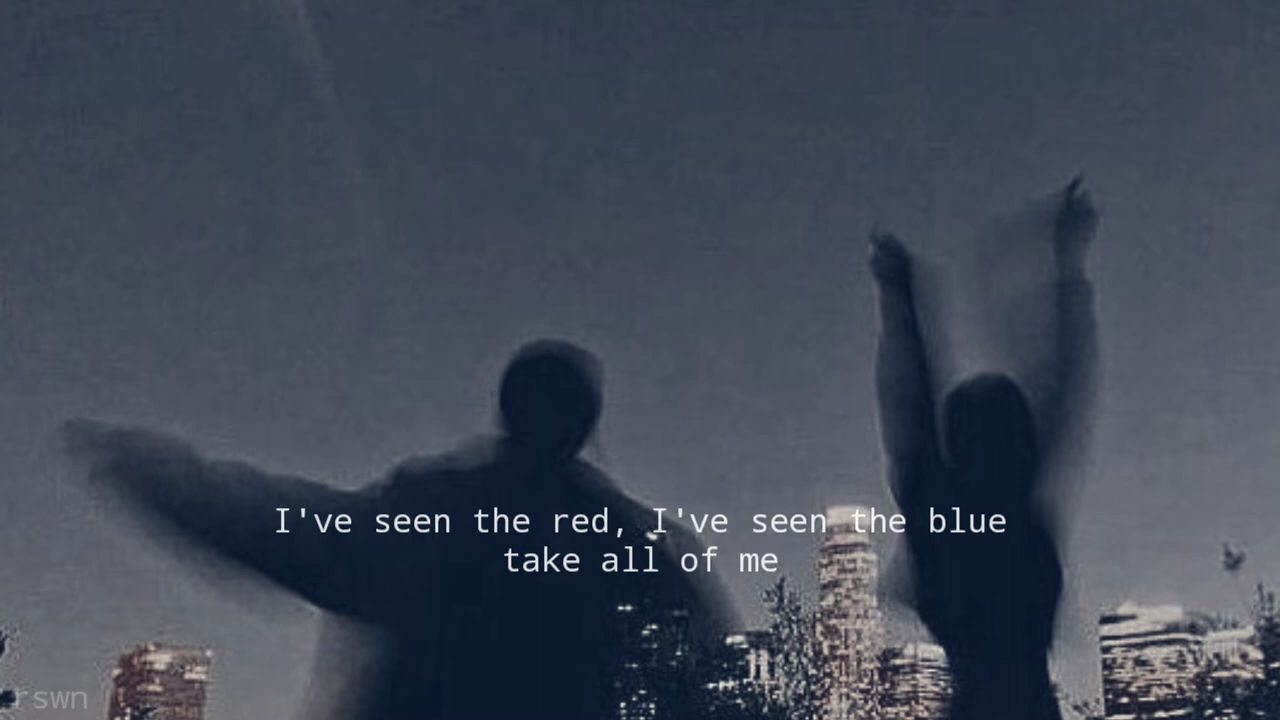 I've seen the red, I've seen the blue
take all of me
rswn